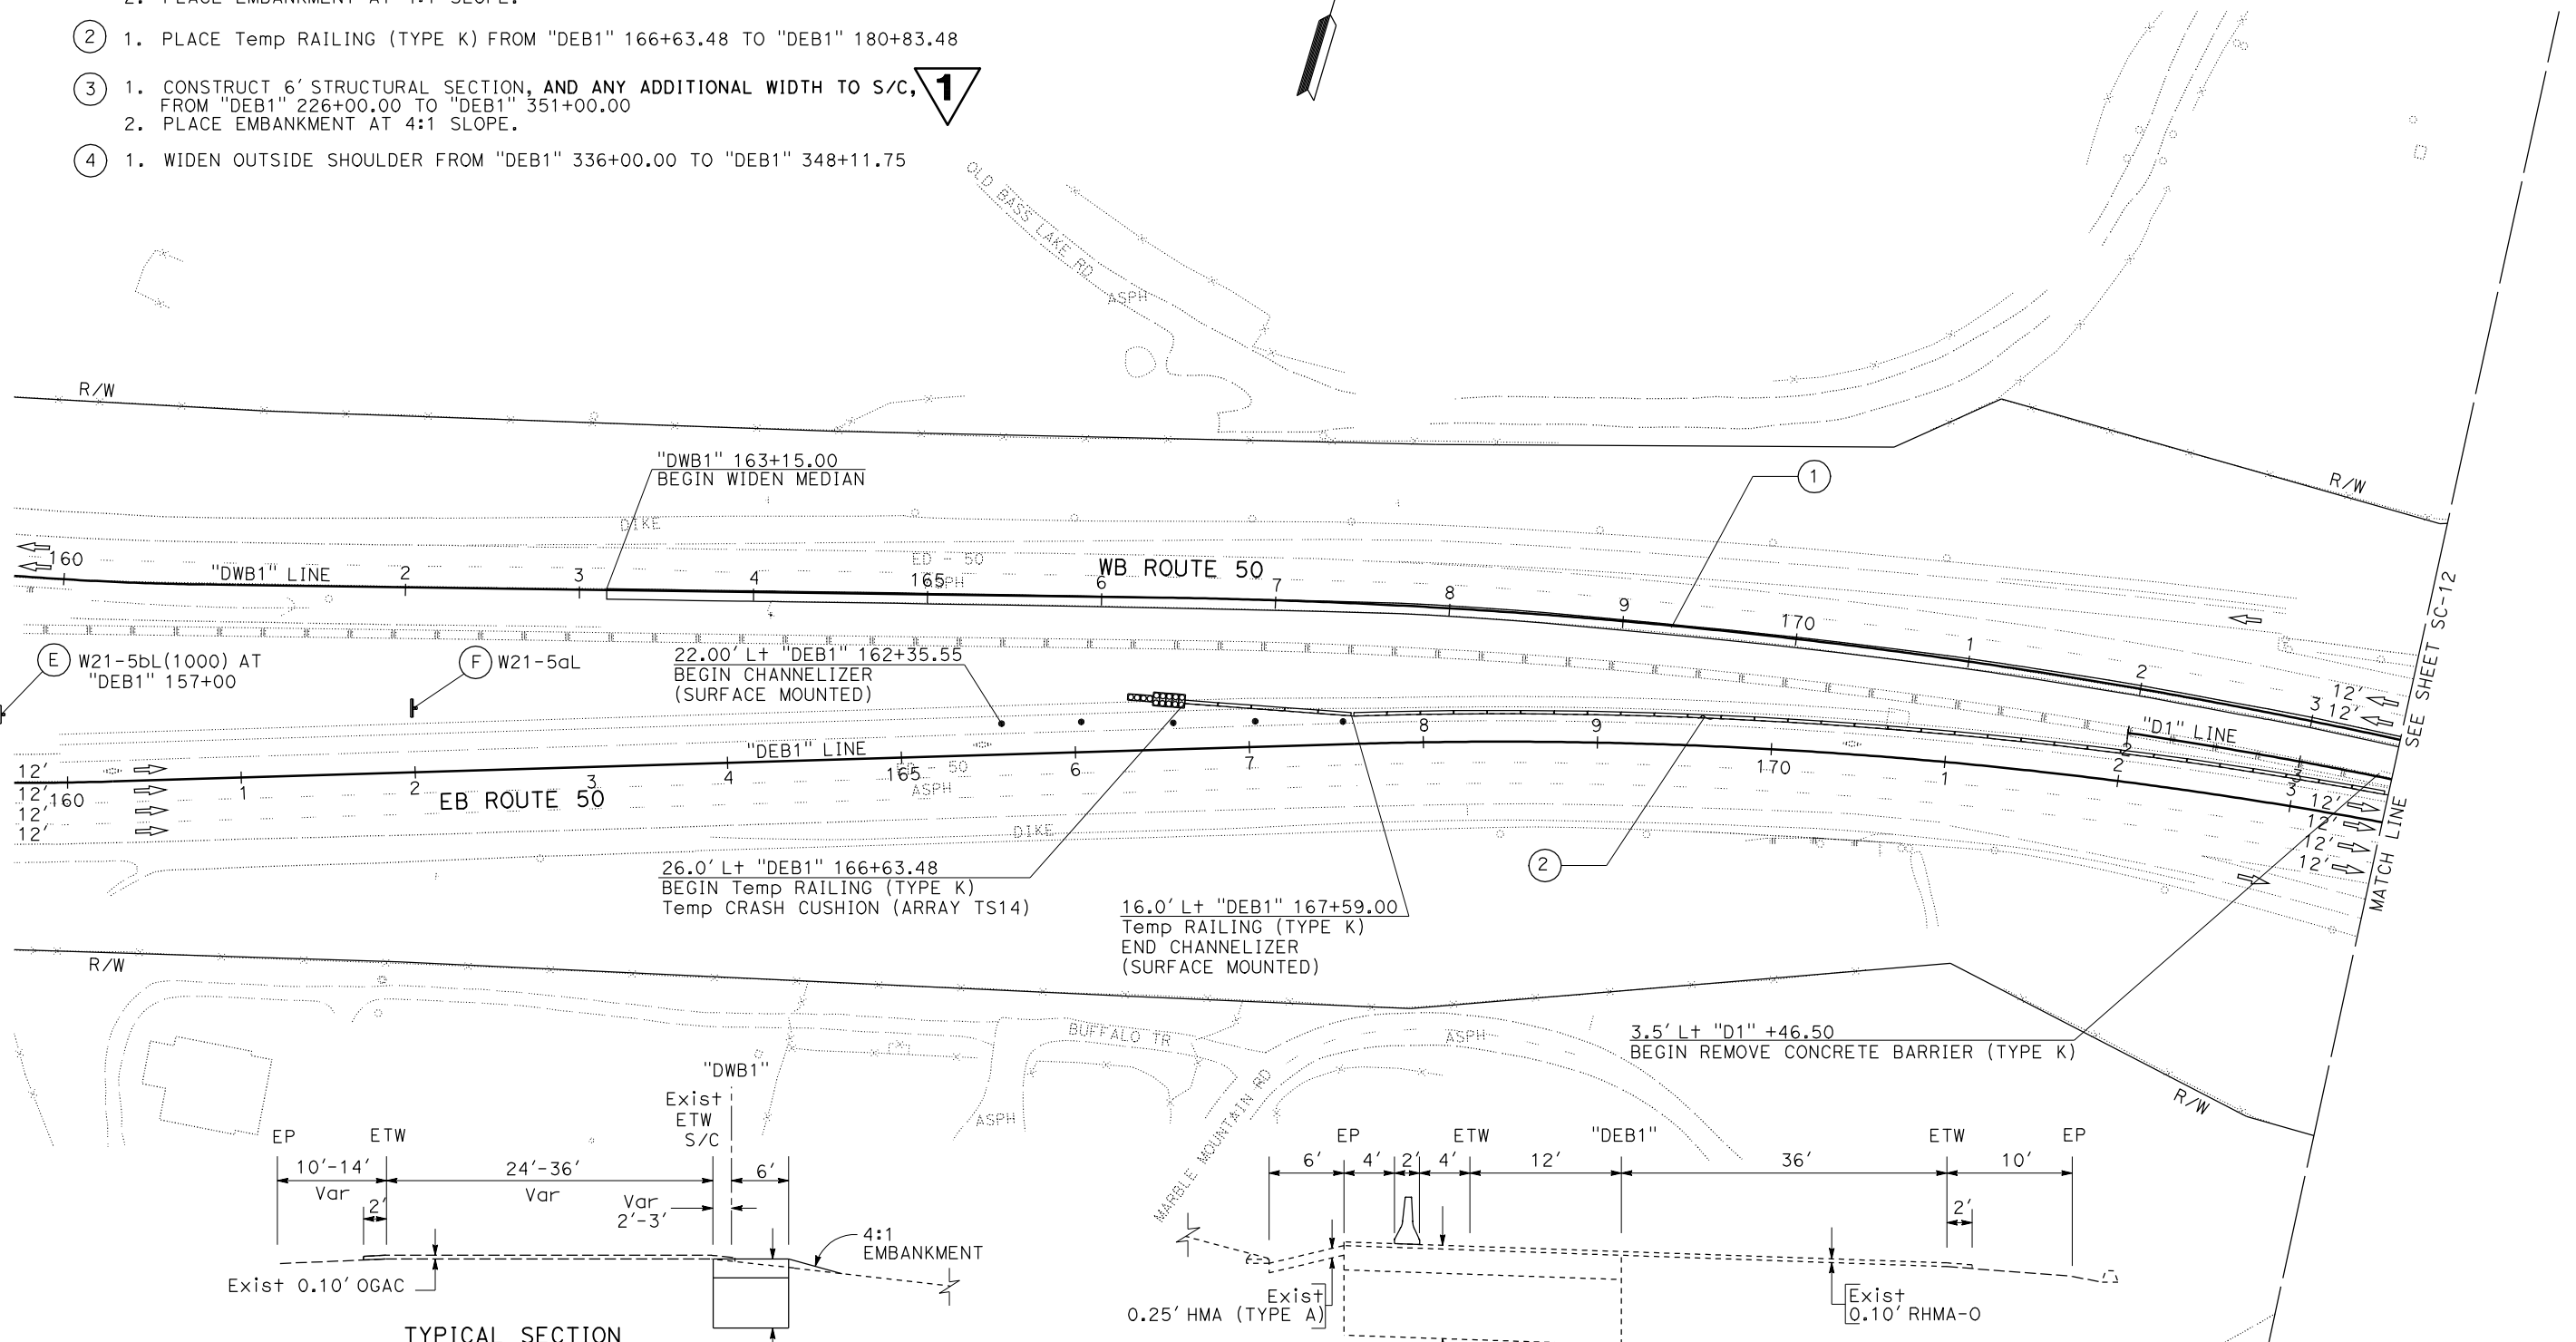 2. PLACE EMBANKMENT AT 4:1 SLOPE.
2 1. PLACE Temp RAILING (TYPE K) FROM "DEB1" 166+63.48 TO "DEB1" 180+83.48
3 1. CONSTRUCT 6' STRUCTURAL SECTION, AND ANY ADDITIONAL WIDTH TO S/C, 1
FROM "DEB1" 226+00.00 TO "DEB1" 351+00.00
2. PLACE EMBANKMENT AT 4:1 SLOPE.
4 1. WIDEN OUTSIDE SHOULDER FROM "DEB1" 336+00.00 TO "DEB1" 348+11.75
OLD BASS LAKE RD
ASPH
R/W
R/W
"DWB1" 163+15.00
BEGIN WIDEN MEDIAN
1
DIKE
ED - 50
ASPH
WB ROUTE 50
160
"DWB1" LINE
2
3
4
165
6
7
8
9
170
1
2
3
12'
12'
SEE SHEET SC-12
MATCH LINE
E W21-5bL(1000) AT
"DEB1" 157+00
F W21-5aL
22.00' Lt "DEB1" 162+35.55
BEGIN CHANNELIZER
(SURFACE MOUNTED)
"D1" LINE
2
3
"DEB1" LINE
12'
12'
12'
12'
160
1
2
3
4
165
6
7
8
9
170
1
2
3
ED - 50
ASPH
EB ROUTE 50
DIKE
12'
12'
12'
12'
26.0' Lt "DEB1" 166+63.48
BEGIN Temp RAILING (TYPE K)
Temp CRASH CUSHION (ARRAY TS14)
2
16.0' Lt "DEB1" 167+59.00
Temp RAILING (TYPE K)
END CHANNELIZER
(SURFACE MOUNTED)
R/W
BUFFALO TR
ASPH
ASPH
MARBLE MOUNTAIN RD
3.5' Lt "D1" +46.50
BEGIN REMOVE CONCRETE BARRIER (TYPE K)
R/W
"DWB1"
Exist
ETW
S/C
EP
ETW
10'-14'
Var
24'-36'
Var
6'
2'
Var
2'-3'
4:1
EMBANKMENT
Exist 0.10' OGAC
TYPICAL SECTION
EP
ETW
"DEB1"
ETW
EP
6'
4'
2'
4'
12'
36'
10'
2'
Exist
0.25' HMA (TYPE A)
Exist
0.10' RHMA-O